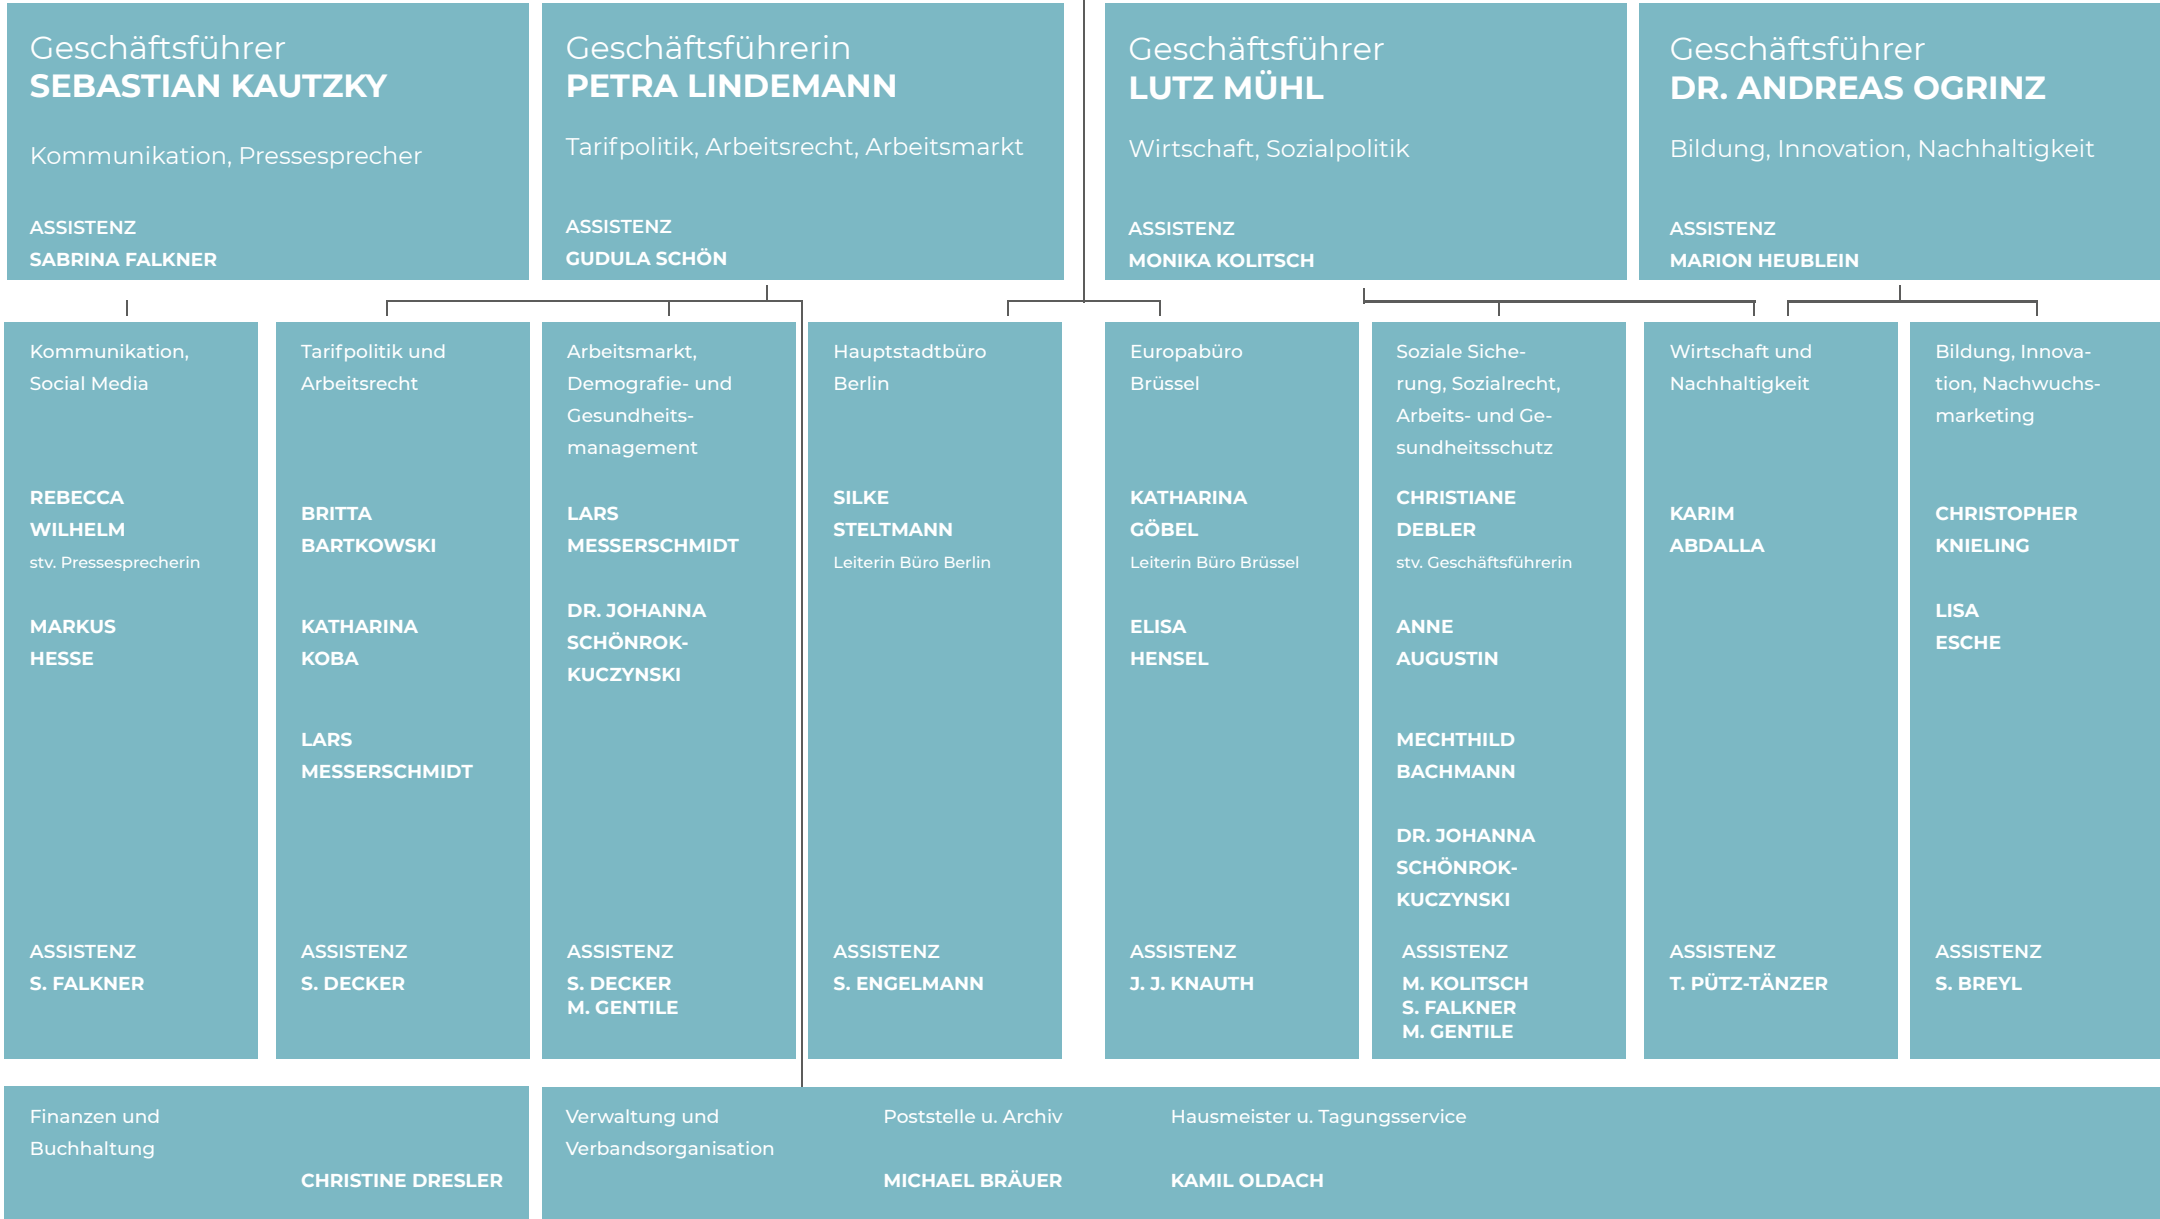 Geschäftsführer
SEBASTIAN KAUTZKY
Kommunikation, Pressesprecher
ASSISTENZ
SABRINA FALKNER
Geschäftsführerin
PETRA LINDEMANN
Tarifpolitik, Arbeitsrecht, Arbeitsmarkt
ASSISTENZ
GUDULA SCHÖN
Geschäftsführer
LUTZ MÜHL
Wirtschaft, Sozialpolitik
ASSISTENZ
MONIKA KOLITSCH
Geschäftsführer
DR. ANDREAS OGRINZ
Bildung, Innovation, Nachhaltigkeit
ASSISTENZ
MARION HEUBLEIN
Kommunikation,
Social Media
REBECCA
WILHELM
stv. Pressesprecherin
MARKUS
HESSE
ASSISTENZ
S. FALKNER
Tarifpolitik und
Arbeitsrecht
BRITTA
BARTKOWSKI
KATHARINA
KOBA
LARS
MESSERSCHMIDT
ASSISTENZ
S. DECKER
Arbeitsmarkt,
Demografie- und
Gesundheits-
management
LARS
MESSERSCHMIDT
DR. JOHANNA
SCHÖNROK-
KUCZYNSKI
ASSISTENZ
S. DECKER
M. GENTILE
Hauptstadtbüro
Berlin
SILKE
STELTMANN
Leiterin Büro Berlin
ASSISTENZ
S. ENGELMANN
Europabüro
Brüssel
KATHARINA
GÖBEL
Leiterin Büro Brüssel
ELISA
HENSEL
ASSISTENZ
J. J. KNAUTH
Soziale Siche-
rung, Sozialrecht,
Arbeits- und Ge-
sundheitsschutz
CHRISTIANE
DEBLER
stv. Geschäftsführerin
ANNE
AUGUSTIN
MECHTHILD
BACHMANN
DR. JOHANNA
SCHÖNROK-
KUCZYNSKI
ASSISTENZ
M. KOLITSCH
S. FALKNER
M. GENTILE
Wirtschaft und
Nachhaltigkeit
KARIM
ABDALLA
ASSISTENZ
T. PÜTZ-TÄNZER
Bildung, Innova-
tion, Nachwuchs-
marketing
CHRISTOPHER
KNIELING
LISA
ESCHE
ASSISTENZ
S. BREYL
Finanzen und
Buchhaltung
CHRISTINE DRESLER
Verwaltung und
Verbandsorganisation
Poststelle u. Archiv
MICHAEL BRÄUER
Hausmeister u. Tagungsservice
KAMIL OLDACH